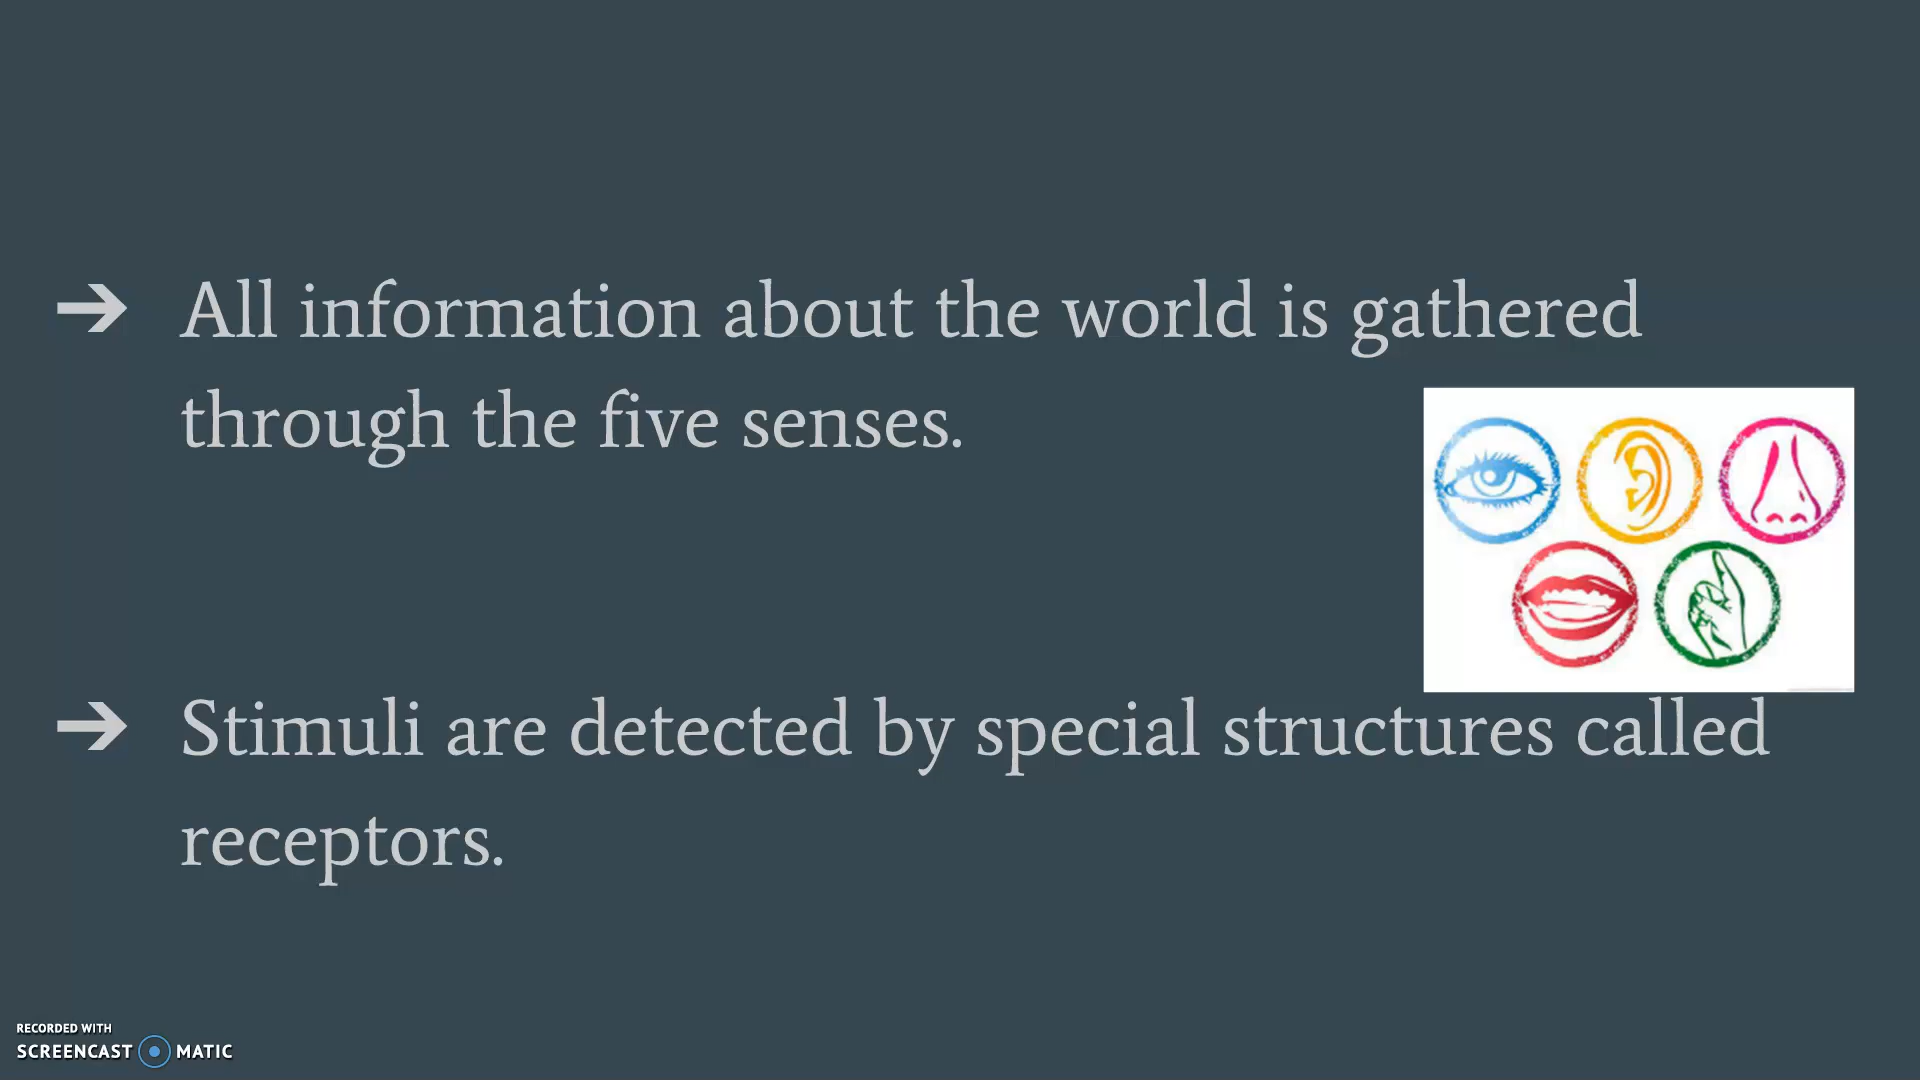 ➔ All information about the world is gathered
through the five senses.
➔ Stimuli are detected by special structures called
receptors.
RECORDED WITH
SCREENCAST MATIC